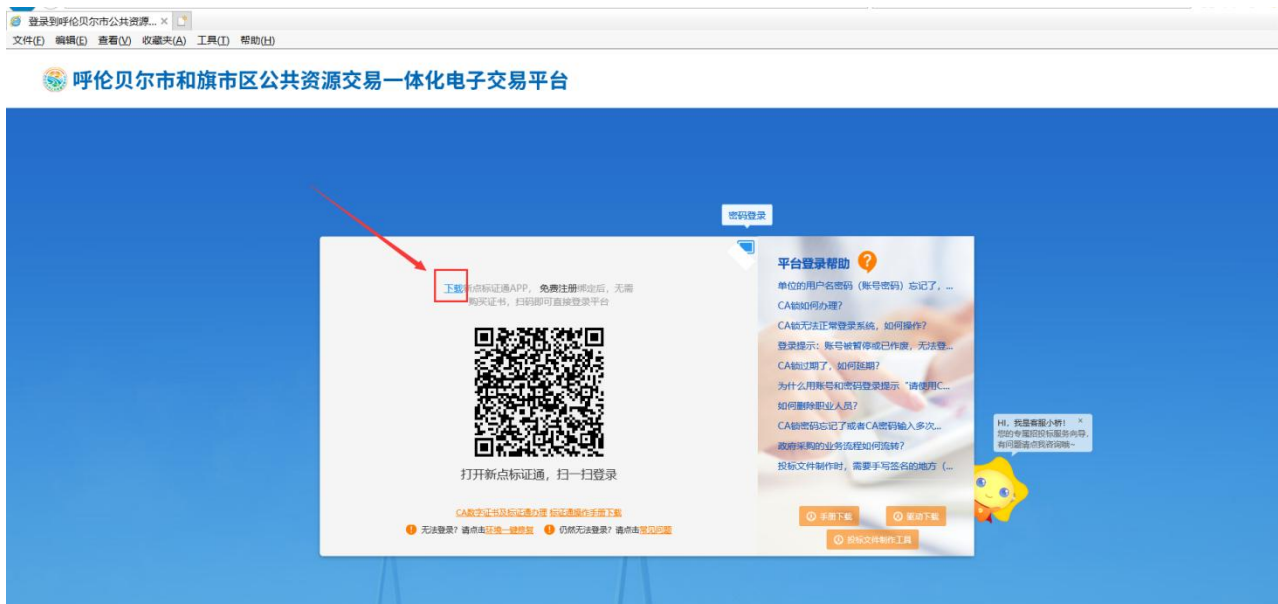 登录到呼伦贝尔市公共资源... ×
文件(F) 编辑(E) 查看(V) 收藏夹(A) 工具(T) 帮助(H)
呼伦贝尔市和旗市区公共资源交易一体化电子交易平台
密码登录
下载新点标证通APP，免费注册绑定后，无需
购买证书，扫码即可直接登录平台
打开新点标证通，扫一扫登录
CA数字证书及标证通办理 标证通操作手册下载
无法登录？请点击环境一键修复 仍然无法登录？请点击常见问题
平台登录帮助
单位的用户名密码（账号密码）忘记了，...
CA锁如何办理？
CA锁无法正常登录系统，如何操作？
登录提示：账号被暂停或已作废，无法登...
CA锁过期了，如何延期？
为什么用账号和密码登录提示“请使用C...
如何删除职业人员？
CA锁密码忘记了或者CA密码输入多次...
政府采购的业务流程如何流转？
投标文件制作时，需要手写签名的地方（...
手册下载 驱动下载
投标文件制作工具
HI，我是客服小桥！ ×
您的专属招投标服务向导，
有问题请点我咨询哦~